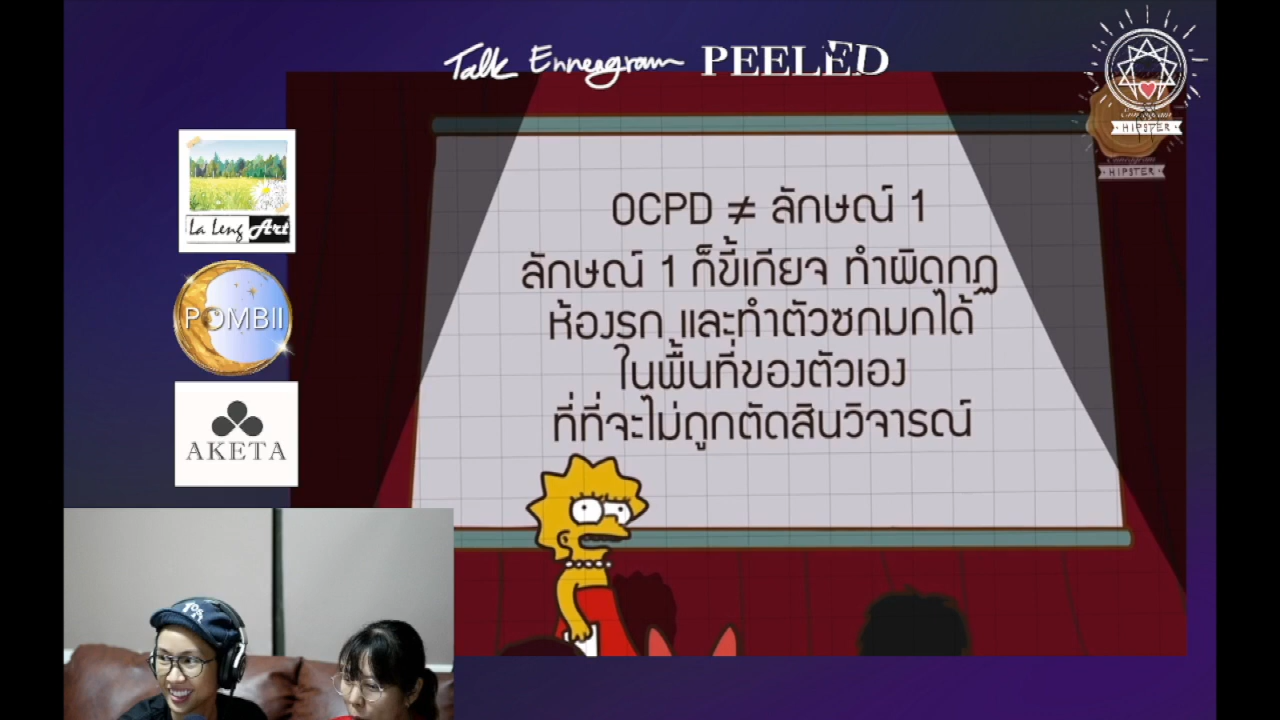 Talk Enneagram PEELED
HIPSTER
HIPSTER
La Leng Art
POMBII
AKETA
OCPD ≠ ลักษณ์ 1
ลักษณ์ 1 ก็ขี้เกียจ ทำผิดกฏ
ห้องรก และทำตัวซกมกได้
ในพื้นที่ของตัวเอง
ที่ที่จะไม่ถูกตัดสินวิจารณ์